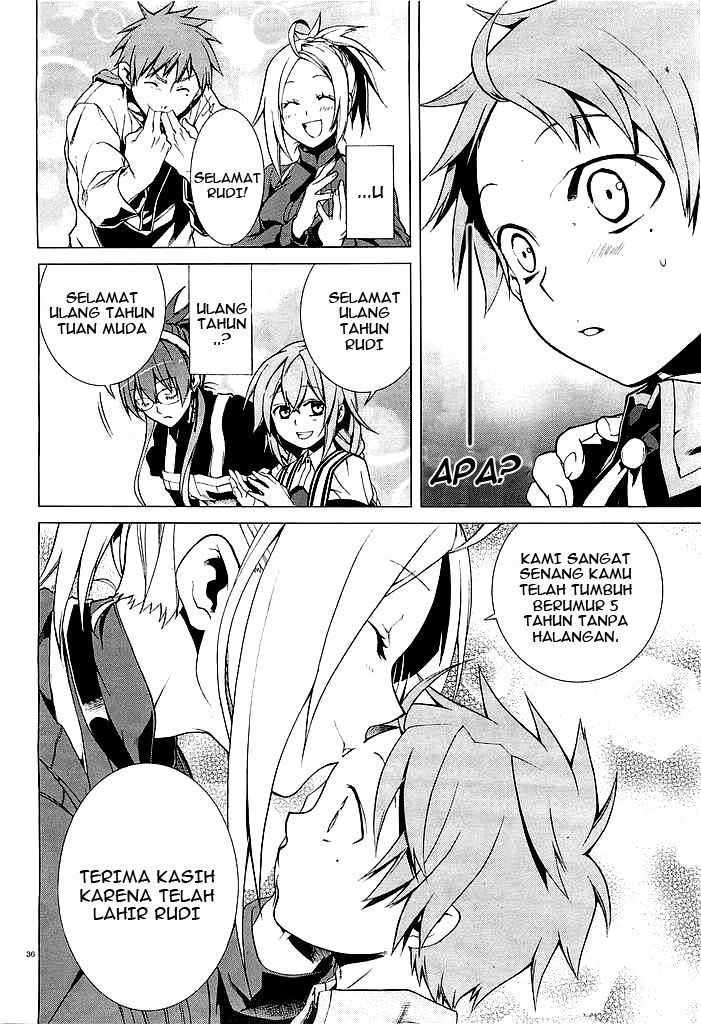 APA?
...U
SELAMAT
RUDI!
SELAMAT
ULANG
TAHUN
RUDI
ULANG
TAHUN
..?
SELAMAT
ULANG TAHUN
TUAN MUDA
KAMI SANGAT
SENANG KAMU
TELAH TUMBUH
BERUMUR 5
TAHUN TANPA
HALANGAN.
TERIMA KASIH
KARENA TELAH
LAHIR RUDI
36